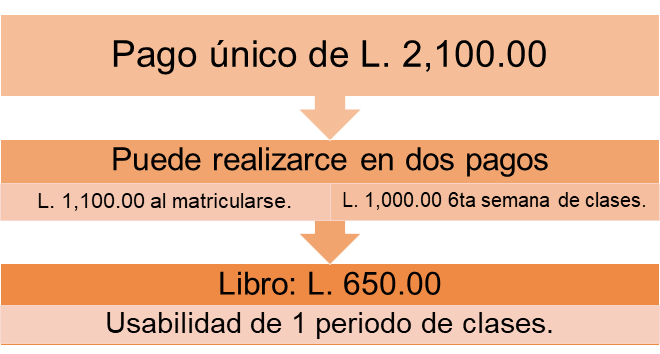 Pago único de L. 2,100.00
Puede realizarce en dos pagos
L. 1,100.00 al matricularse.
L. 1,000.00 6ta semana de clases.
Libro: L. 650.00
Usabilidad de 1 periodo de clases.